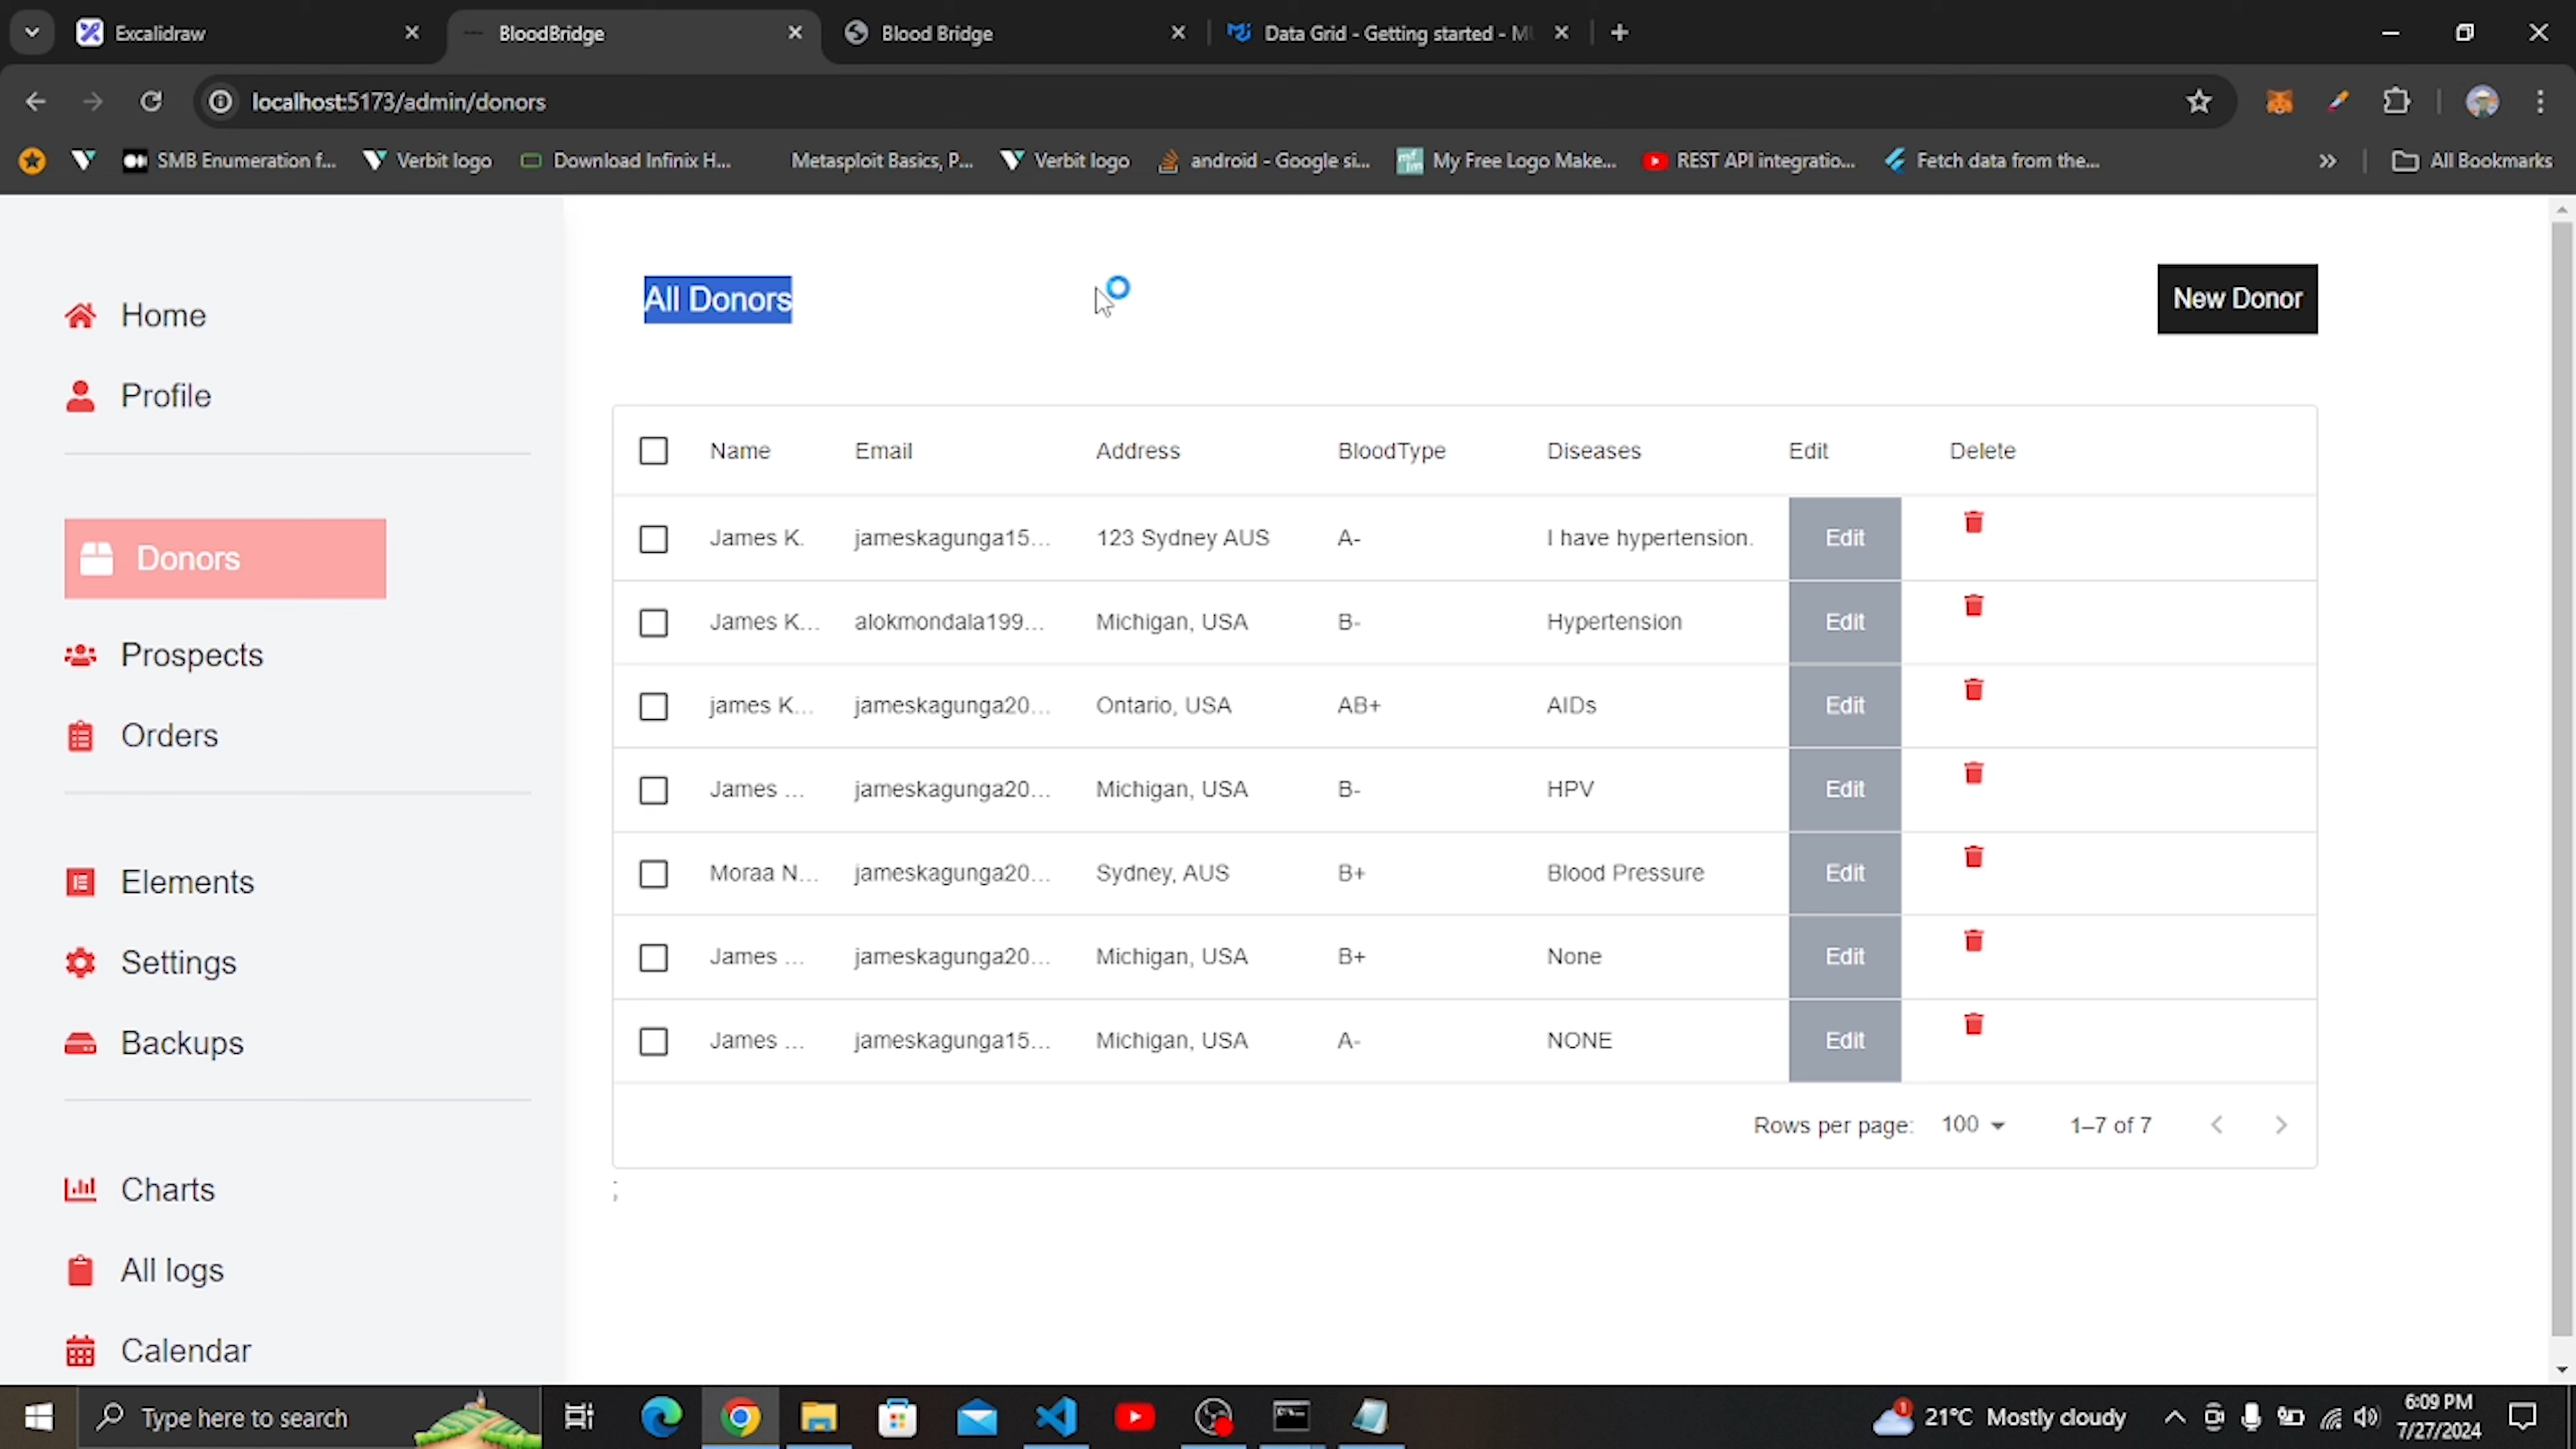 Excalidraw
BloodBridge
Blood Bridge
Data Grid - Getting started - MU
localhost:5173/admin/donors
SMB Enumeration f...
Verbit logo
Download Infinix H...
Metasploit Basics, P...
Verbit logo
android - Google si...
My Free Logo Make...
REST API integratio...
Fetch data from the...
All Bookmarks
Home
Profile
Donors
Prospects
Orders
Elements
Settings
Backups
Charts
All logs
Calendar
All Donors
New Donor
Name Email Address BloodType Diseases Edit Delete
James K. jameskagunga15... 123 Sydney AUS A- I have hypertension. Edit
James K... alokmondala199... Michigan, USA B- Hypertension Edit
james K... jameskagunga20... Ontario, USA AB+ AIDs Edit
James ... jameskagunga20... Michigan, USA B- HPV Edit
Moraa N... jameskagunga20... Sydney, AUS B+ Blood Pressure Edit
James ... jameskagunga20... Michigan, USA B+ None Edit
James ... jameskagunga15... Michigan, USA A- NONE Edit
Rows per page: 100 1–7 of 7
;
Type here to search
1
21°C Mostly cloudy
6:09 PM
7/27/2024